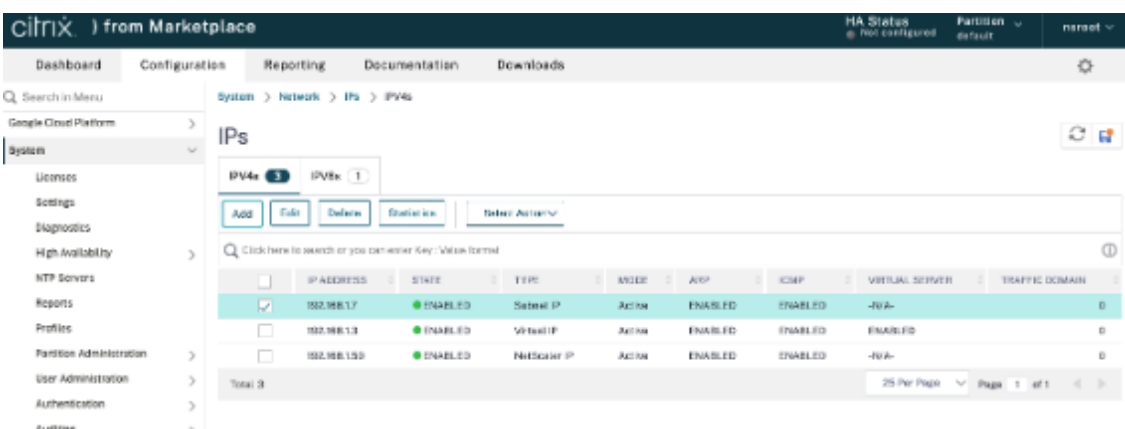 citrix. ) from Marketplace
HA Status
Not configured
Partition
default
nsroot
Dashboard Configuration Reporting Documentation Downloads
Search in Menu
Google Cloud Platform
System
Licenses
Settings
Diagnostics
High Availability
NTP Servers
Reports
Profiles
Partition Administration
User Administration
Authentication
Auditing
System > Network > IPs > IPV4s
IPs
IPV4s 3 IPV6s 1
Add Edit Delete Statistics Select Action
Click here to search or you can enter Key : Value format
IP ADDRESS STATE TYPE MODE ARP ICMP VIRTUAL SERVER TRAFFIC DOMAIN
192.168.1.7 ENABLED Subnet IP Active ENABLED ENABLED -N/A- 0
192.168.1.3 ENABLED Virtual IP Active ENABLED ENABLED ENABLED 0
192.168.1.50 ENABLED NetScaler IP Active ENABLED ENABLED -N/A- 0
Total 3
25 Per Page Page 1 of 1